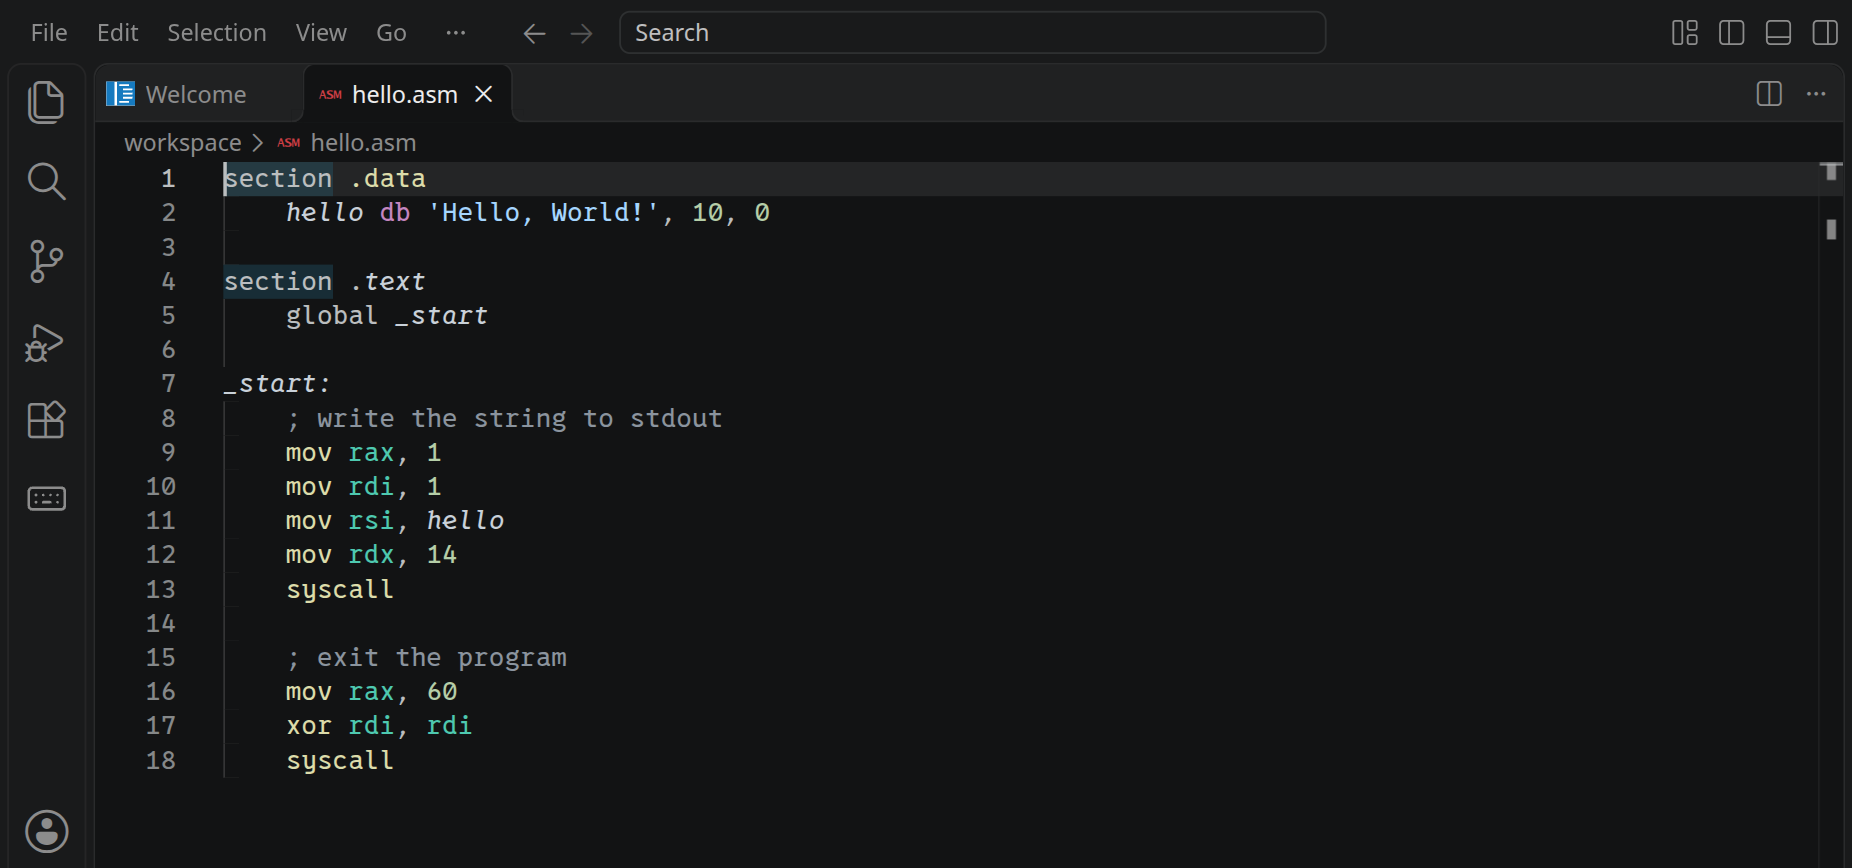 File Edit Selection View Go ··· Search
Welcome ASM hello.asm ···
workspace > ASM hello.asm
1 section .data
2     hello db 'Hello, World!', 10, 0
3
4 section .text
5     global _start
6
7 _start:
8     ; write the string to stdout
9     mov rax, 1
10     mov rdi, 1
11     mov rsi, hello
12     mov rdx, 14
13     syscall
14
15     ; exit the program
16     mov rax, 60
17     xor rdi, rdi
18     syscall